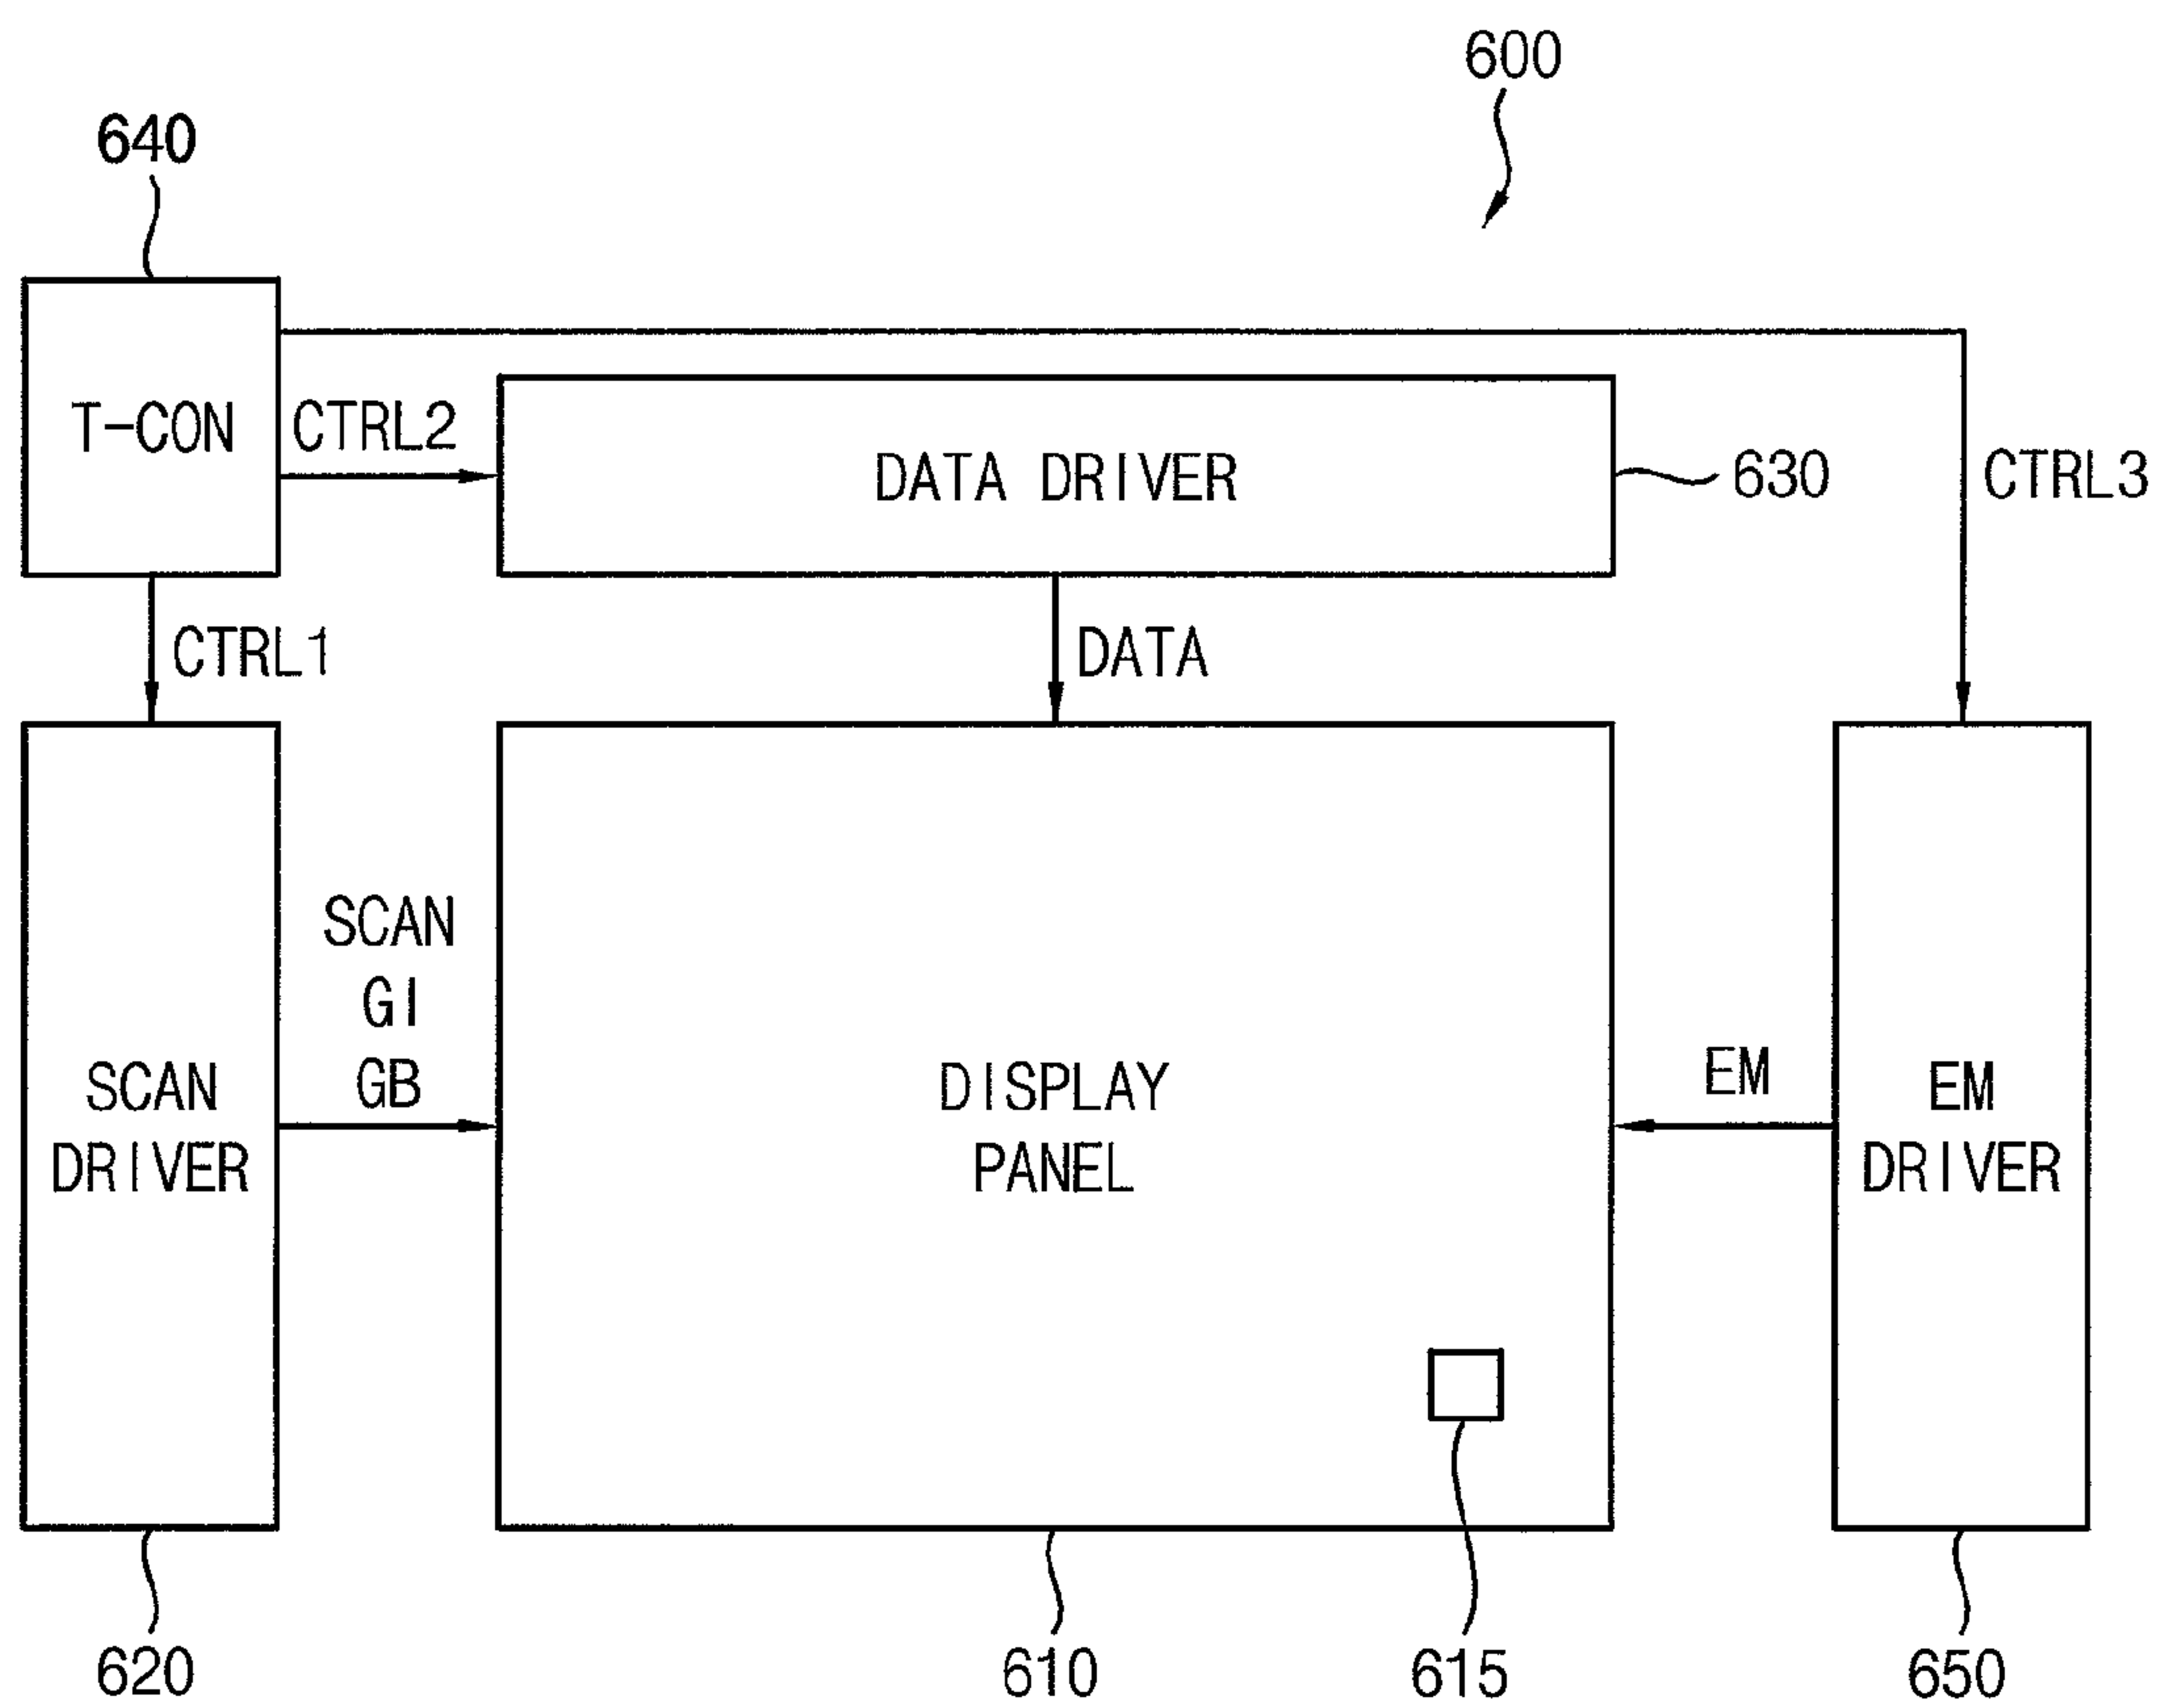 600
640
T-CON
CTRL2
DATA DRIVER
630
CTRL3
CTRL1
DATA
SCAN
GI
GB
SCAN
DRIVER
DISPLAY
PANEL
EM
EM
DRIVER
620
610
615
650